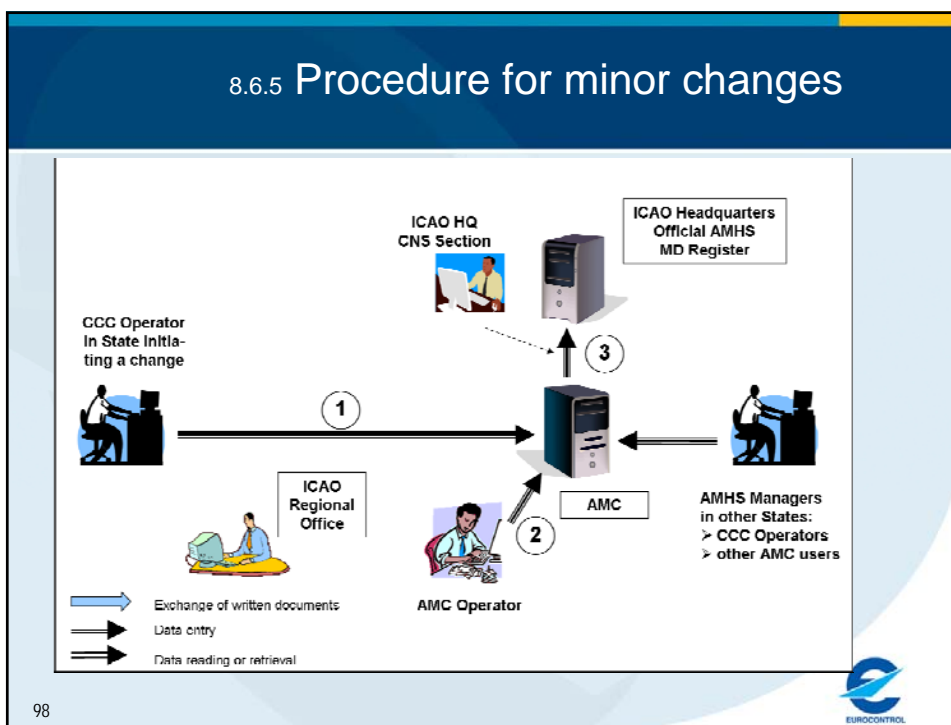 8.6.5 Procedure for minor changes
ICAO HQ
CNS Section
ICAO Headquarters
Official AMHS
MD Register
CCC Operator
in State initia-
ting a change
3
1
ICAO
Regional
Office
2
AMC
AMHS Managers
in other States:
➢ CCC Operators
➢ other AMC users
AMC Operator
Exchange of written documents
Data entry
Data reading or retrieval
98
EUROCONTROL